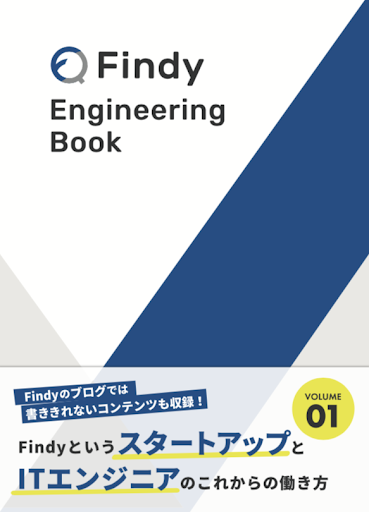 Findy
Engineering
Book
Findyのブログでは
書ききれないコンテンツも収録！
VOLUME
01
Findyというスタートアップと
ITエンジニアのこれからの働き方